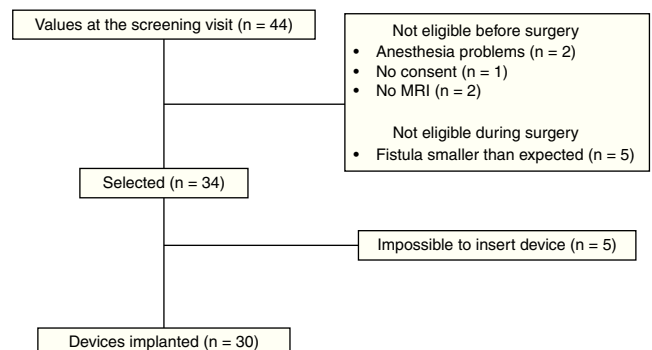 Values at the screening visit (n = 44)
Not eligible before surgery
• Anesthesia problems (n = 2)
• No consent (n = 1)
• No MRI (n = 2)
Not eligible during surgery
• Fistula smaller than expected (n = 5)
Selected (n = 34)
Impossible to insert device (n = 5)
Devices implanted (n = 30)